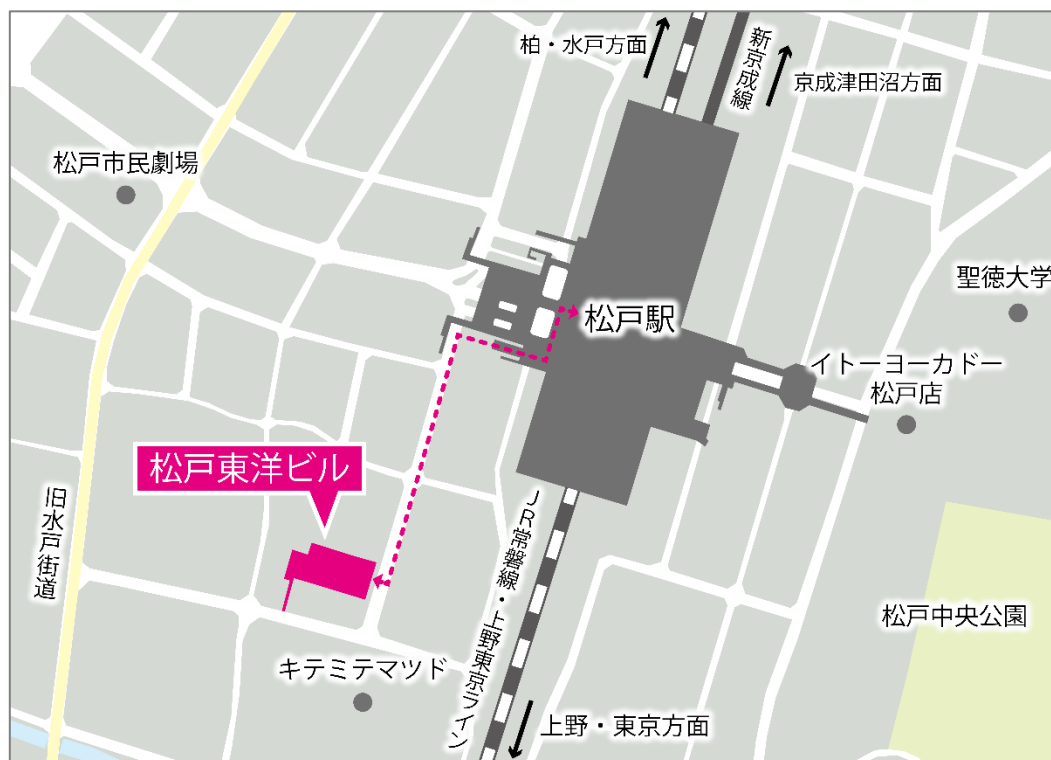 柏・水戸方面
新京成線
京成津田沼方面
松戸市民劇場
聖徳大学
松戸駅
イトーヨーカドー
松戸店
松戸東洋ビル
旧水戸街道
JR常磐線・上野東京ライン
松戸中央公園
キテミテマツド
上野・東京方面